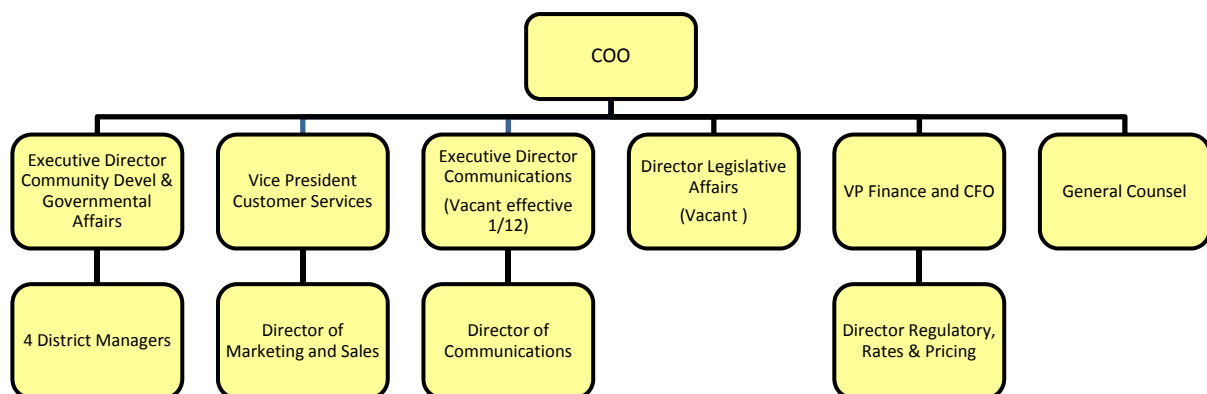 COO
Executive Director
Community Devel &
Governmental
Affairs
Vice President
Customer Services
Executive Director
Communications
(Vacant effective
1/12)
Director Legislative
Affairs
(Vacant )
VP Finance and CFO
General Counsel
4 District Managers
Director of
Marketing and Sales
Director of
Communications
Director Regulatory,
Rates & Pricing